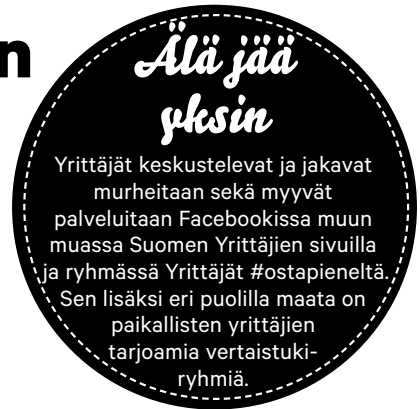 n
Älä jää
yksin
Yrittäjät keskustelevat ja jakavat
murheitaan sekä myyvät
palveluitaan Facebookissa muun
muassa Suomen Yrittäjien sivuilla
ja ryhmässä Yrittäjät #ostapieneltä.
Sen lisäksi eri puolilla maata on
paikallisten yrittäjien
tarjoamia vertaistuki-
ryhmiä.